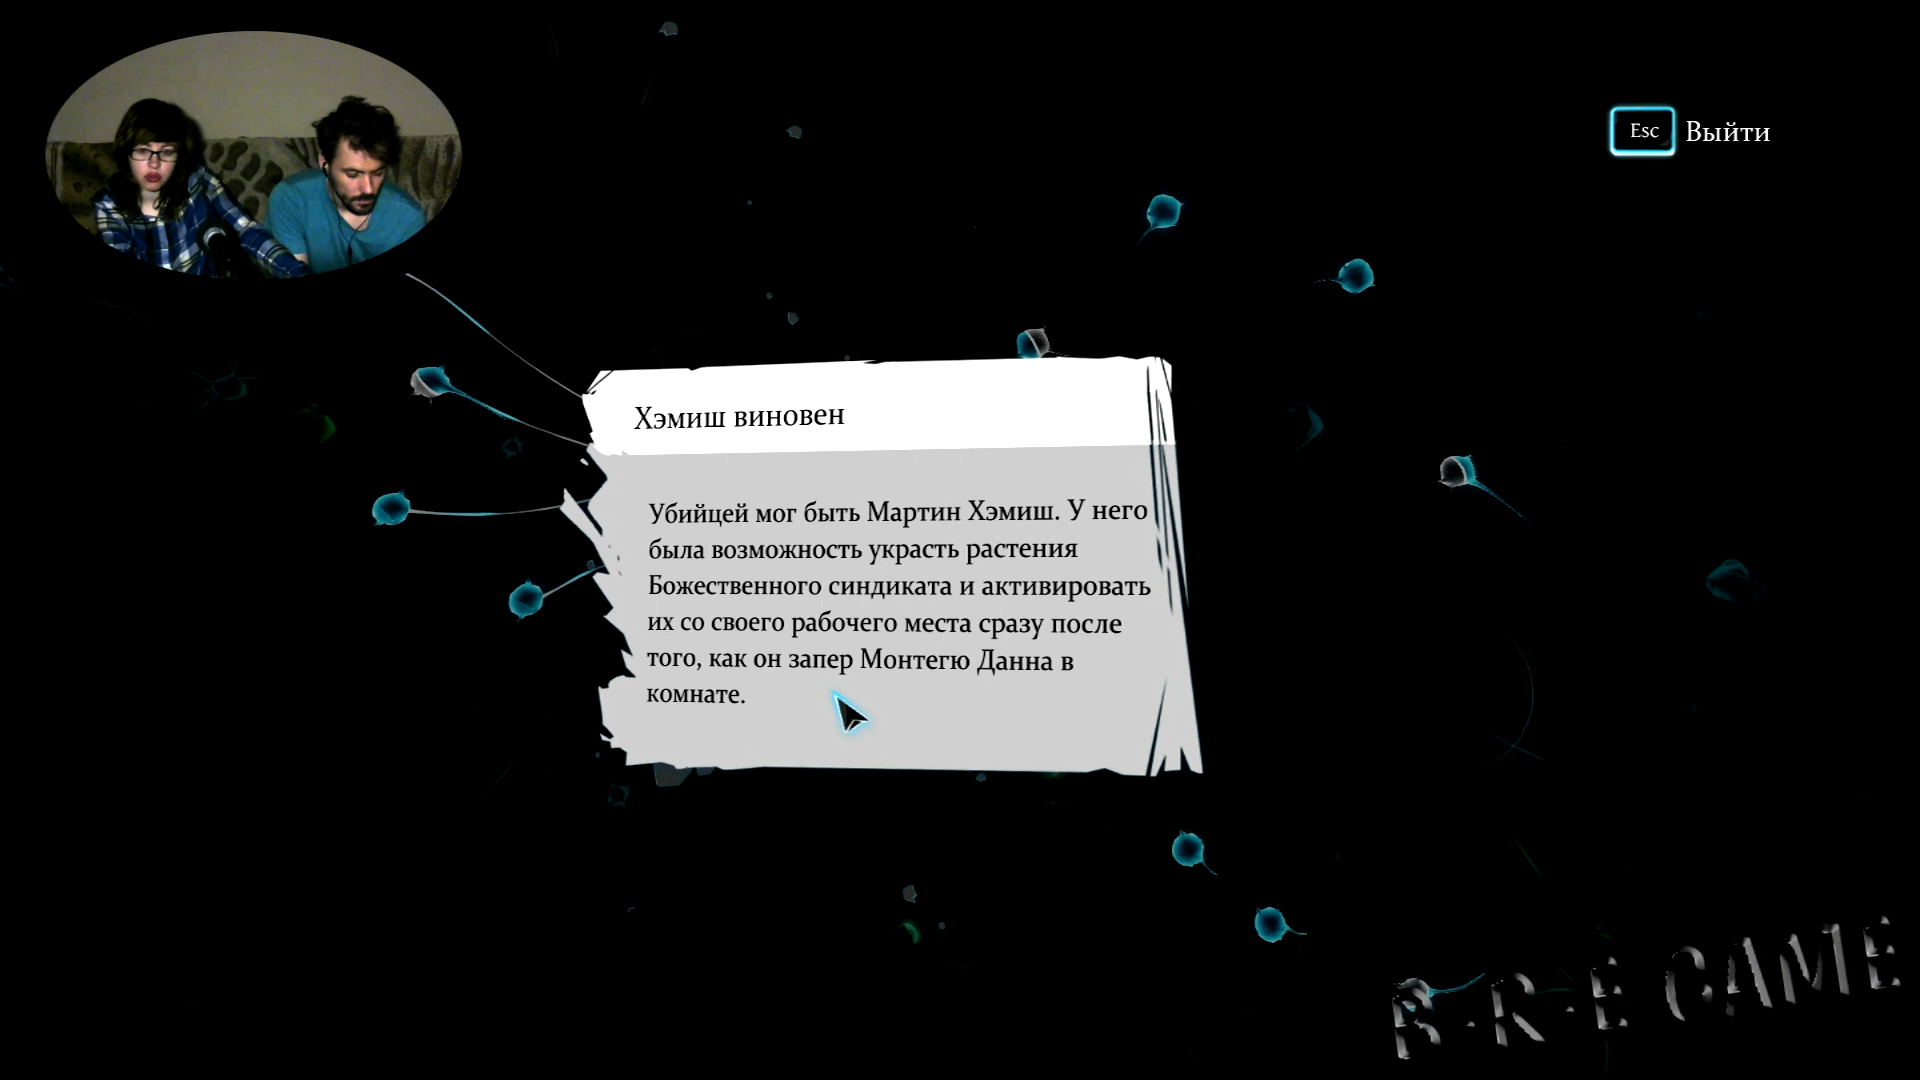 Esc Выйти
Хэмиш виновен
Убийцей мог быть Мартин Хэмиш. У него
была возможность украсть растения
Божественного синдиката и активировать
их со своего рабочего места сразу после
того, как он запер Монтегю Данна в
комнате.
B·R·E GAME